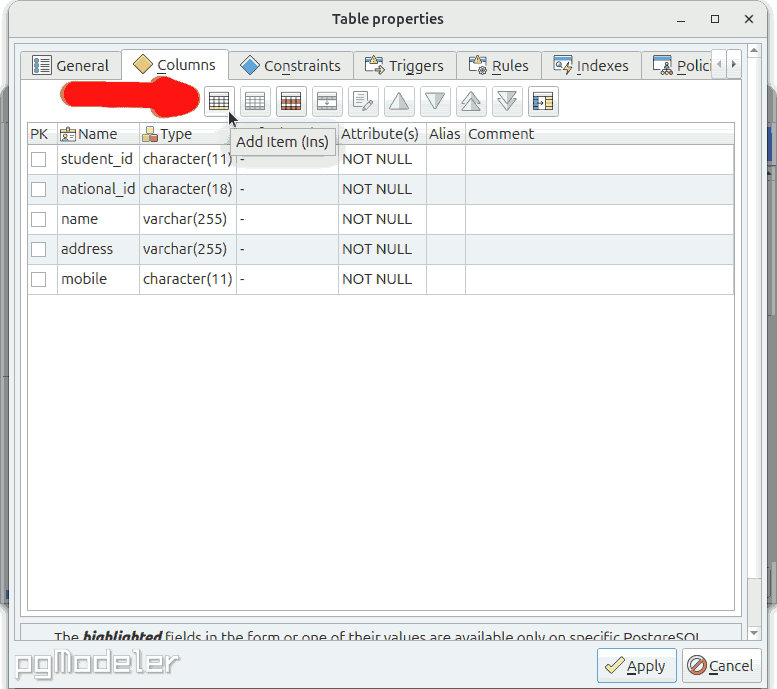 Table properties
General Columns Constraints Triggers Rules Indexes
Add Item (Ins)
PK Name Type Attribute(s) Alias Comment
student_id character(11) - NOT NULL
national_id character(18) - NOT NULL
name varchar(255) - NOT NULL
address varchar(255) - NOT NULL
mobile character(11) - NOT NULL
The highlighted fields in the form or one of their values are available only on specific PostgreSQL
pgModeler Apply Cancel